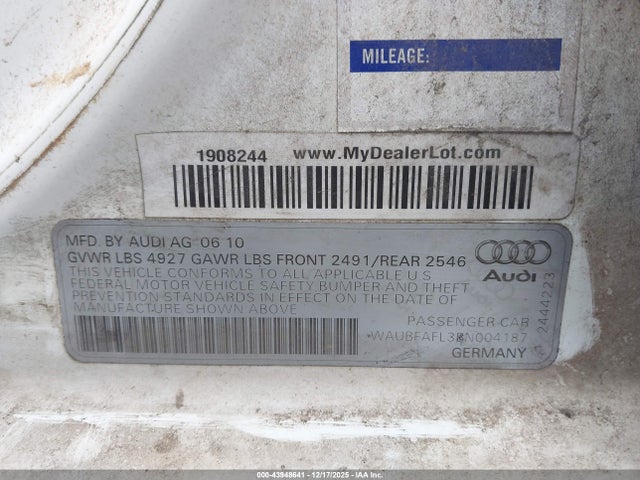 MILEAGE:
1908244 www.MyDealerLot.com
MFD. BY AUDI AG 06 10
GVWR LBS 4927 GAWR LBS FRONT 2491/REAR 2546
THIS VEHICLE CONFORMS TO ALL APPLICABLE U S
FEDERAL MOTOR VEHICLE SAFETY BUMPER AND THEFT
PREVENTION STANDARDS IN EFFECT ON THE DATE OF
MANUFACTURE SHOWN ABOVE.
Audi
PASSENGER CAR
GERMANY
2444223
000-43948641 - 12/17/2025 - IAA Inc.